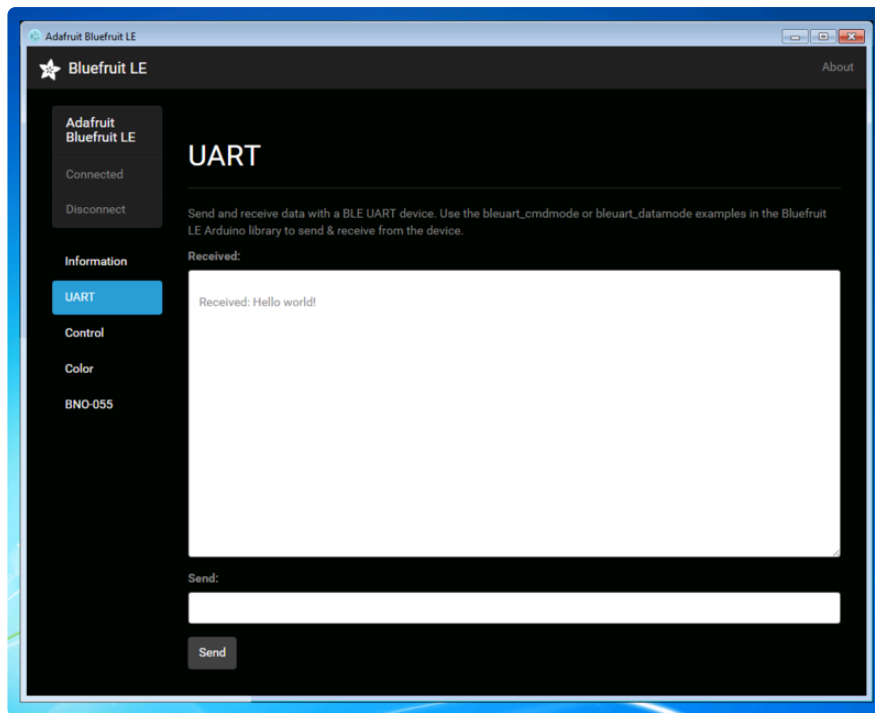 Adafruit Bluefruit LE
Bluefruit LE
About
Adafruit
Bluefruit LE
Connected
Disconnect
Information
UART
Control
Color
BNO-055
UART
Send and receive data with a BLE UART device. Use the bleuart_cmdmode or bleuart_datamode examples in the Bluefruit
LE Arduino library to send & receive from the device.
Received:
Received: Hello world!
Send:
Send